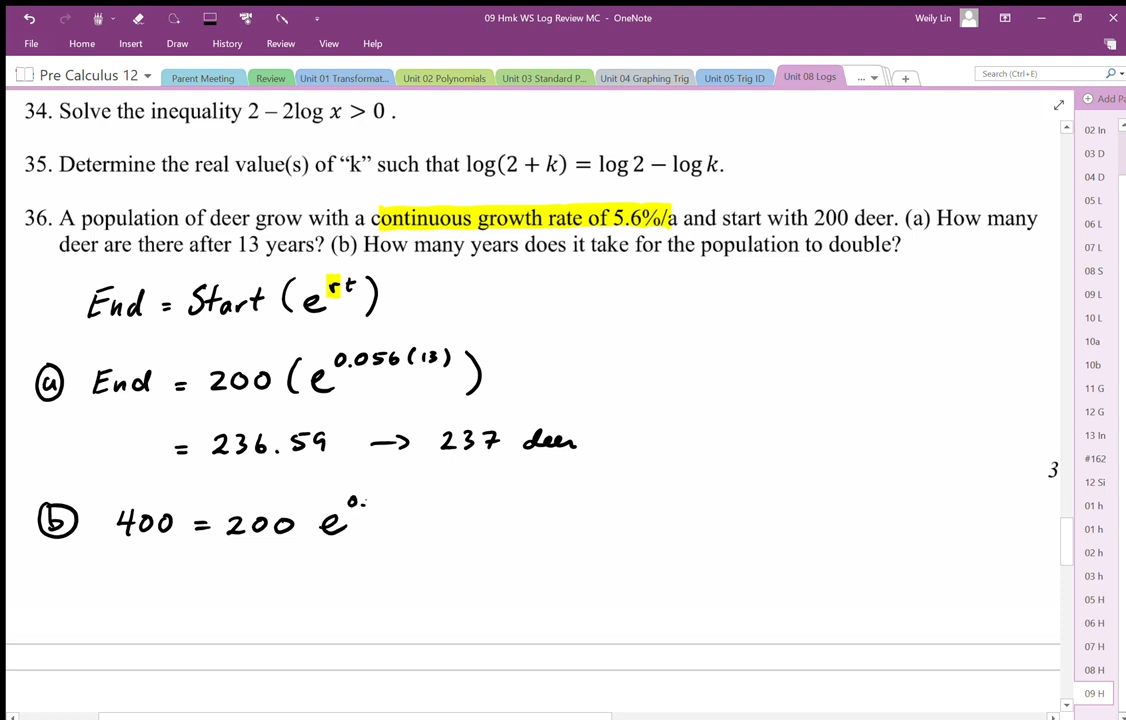 09 Hmk WS Log Review MC - OneNote
Weily Lin
File Home Insert Draw History Review View Help
Pre Calculus 12
Parent Meeting Review Unit 01 Transformat... Unit 02 Polynomials Unit 03 Standard P... Unit 04 Graphing Trig Unit 05 Trig ID Unit 08 Logs ...
Search (Ctrl+E)
Add Pa
34. Solve the inequality 2 – 2log x > 0 .
35. Determine the real value(s) of “k” such that log(2 + k) = log 2 − log k.
36. A population of deer grow with a continuous growth rate of 5.6%/a and start with 200 deer. (a) How many
deer are there after 13 years? (b) How many years does it take for the population to double?
End = Start (e^rt)
(a) End = 200 (e^0.056(13))
= 236.59 → 237 deer
(b) 400 = 200 e^0.
3
02 In
03 D
04 D
05 L
06 L
07 L
08 S
09 L
10 L
10a
10b
11 G
12 G
13 In
#162
12 Si
01 h
01 h
02 h
03 h
05 H
06 H
07 H
08 H
09 H